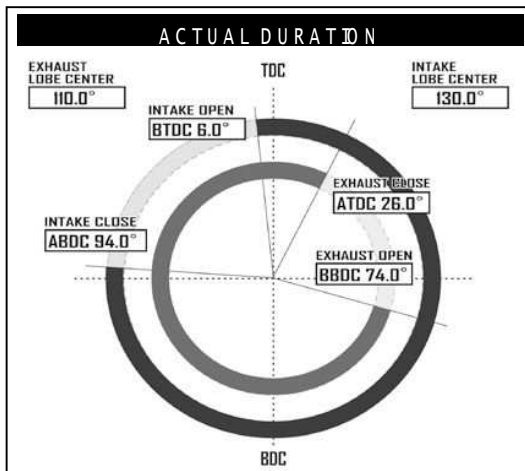 ACTUAL DURATION
EXHAUST
LOBE CENTER
110.0°
TDC
INTAKE
LOBE CENTER
130.0°
INTAKE OPEN
BTDC 6.0°
EXHAUST CLOSE
ATDC 26.0°
INTAKE CLOSE
ABDC 94.0°
EXHAUST OPEN
BBDC 74.0°
BDC